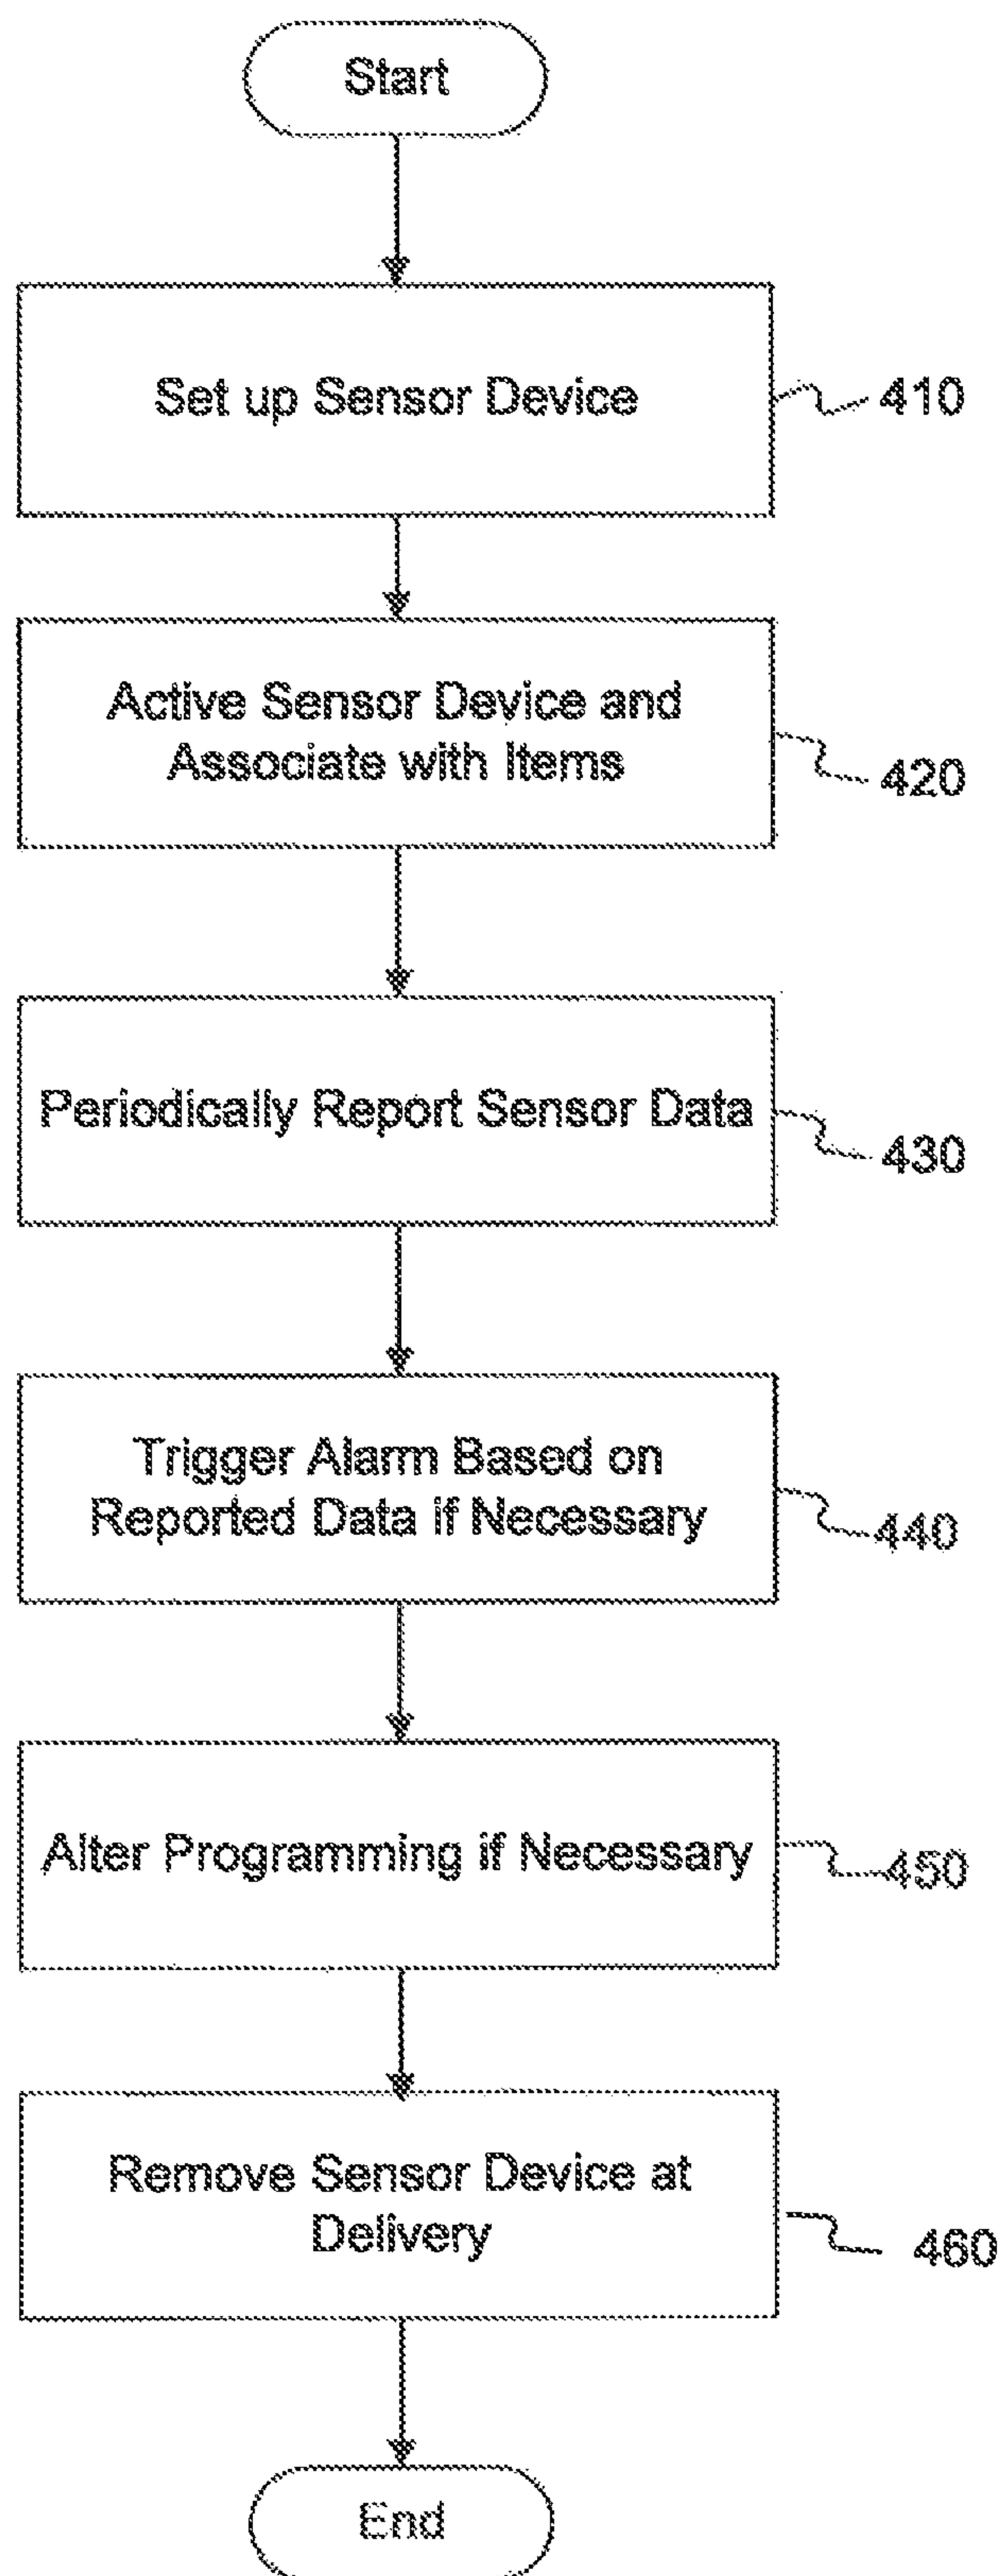 Start
Set up Sensor Device
410
Active Sensor Device and
Associate with Items
420
Periodically Report Sensor Data
430
Trigger Alarm Based on
Reported Data if Necessary
440
Alter Programming if Necessary
450
Remove Sensor Device at
Delivery
460
End